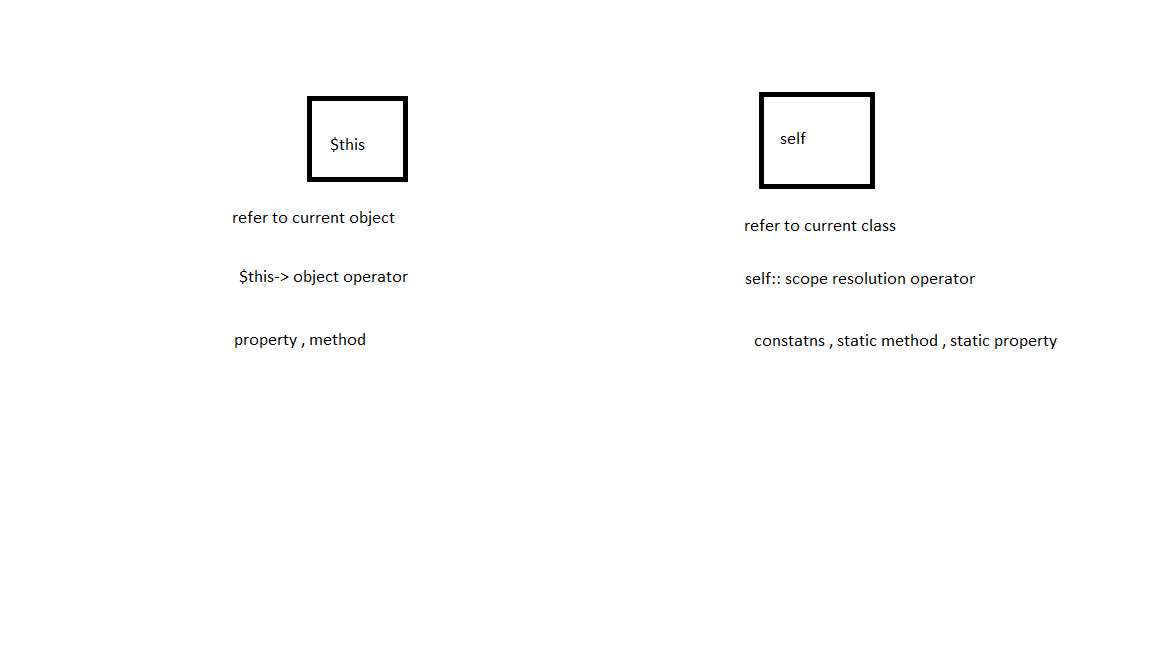 $this
refer to current object
$this-> object operator
property , method
self
refer to current class
self:: scope resolution operator
constatns , static method , static property